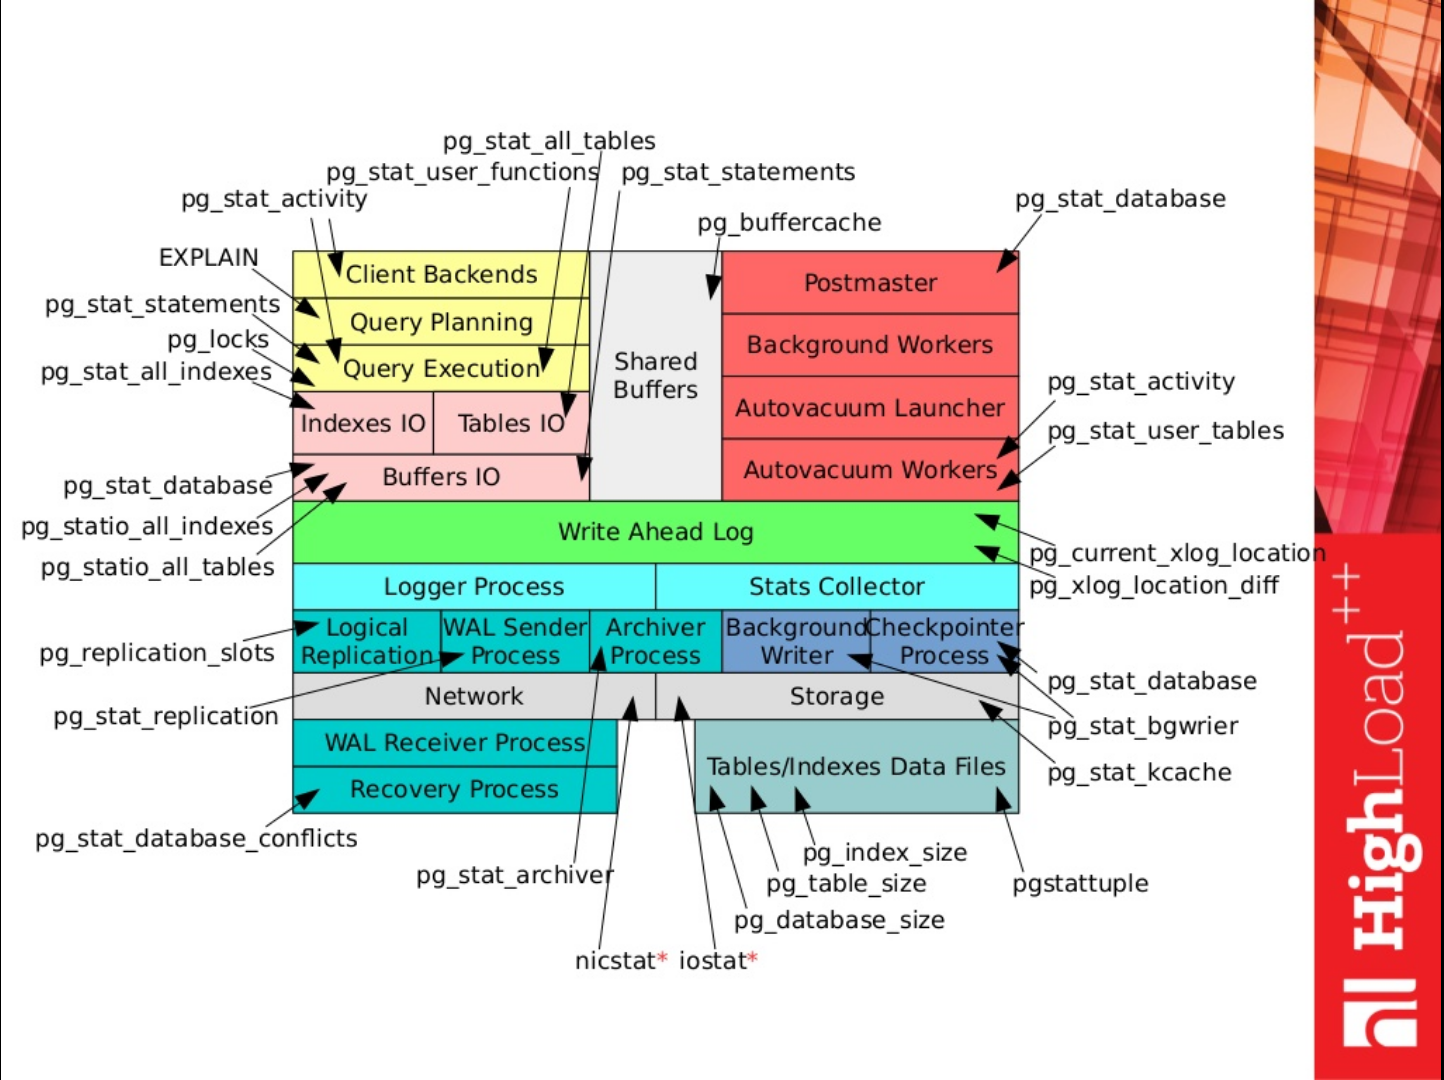 pg_stat_all_tables
pg_stat_user_functions
pg_stat_statements
pg_stat_activity
pg_stat_database
pg_buffercache
EXPLAIN
pg_stat_statements
pg_locks
pg_stat_all_indexes
Client Backends
Query Planning
Query Execution
Indexes IO
Tables IO
Buffers IO
Shared
Buffers
Postmaster
Background Workers
Autovacuum Launcher
Autovacuum Workers
pg_stat_activity
pg_stat_user_tables
pg_stat_database
pg_statio_all_indexes
pg_statio_all_tables
Write Ahead Log
pg_current_xlog_location
pg_xlog_location_diff
Logger Process
Stats Collector
Logical
Replication
WAL Sender
Process
Archiver
Process
Background
Writer
Checkpointer
Process
pg_replication_slots
pg_stat_replication
pg_stat_database
pg_stat_bgwrier
pg_stat_kcache
Network
Storage
WAL Receiver Process
Recovery Process
Tables/Indexes Data Files
pg_stat_database_conflicts
pg_stat_archiver
pg_index_size
pg_table_size
pg_database_size
pgstattuple
nicstat*
iostat*
HighLoad++